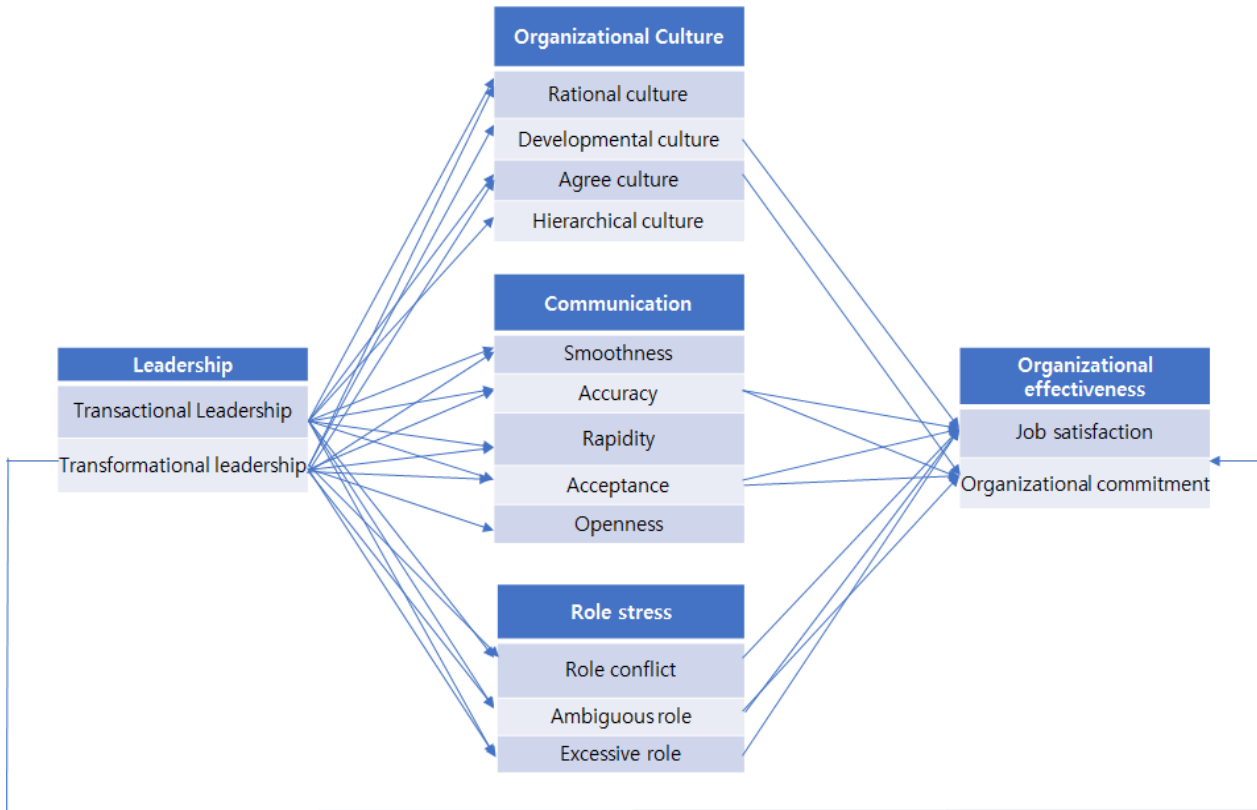 Organizational Culture
Rational culture
Developmental culture
Agree culture
Hierarchical culture
Communication
Smoothness
Accuracy
Rapidity
Acceptance
Openness
Leadership
Transactional Leadership
Transformational leadership
Organizational
effectiveness
Job satisfaction
Organizational commitment
Role stress
Role conflict
Ambiguous role
Excessive role